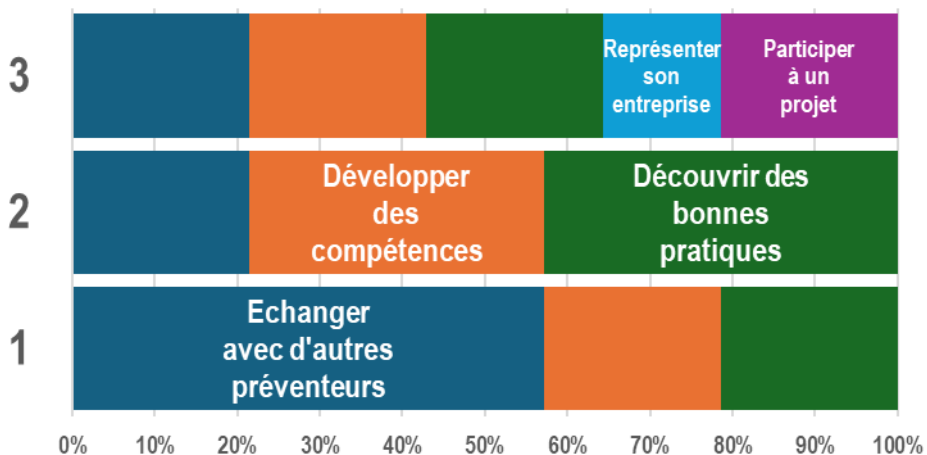 3
Représenter
son
entreprise
Participer
à un
projet
2
Développer
des
compétences
Découvrir des
bonnes
pratiques
1
Echanger
avec d'autres
préventeurs
0% 10% 20% 30% 40% 50% 60% 70% 80% 90% 100%